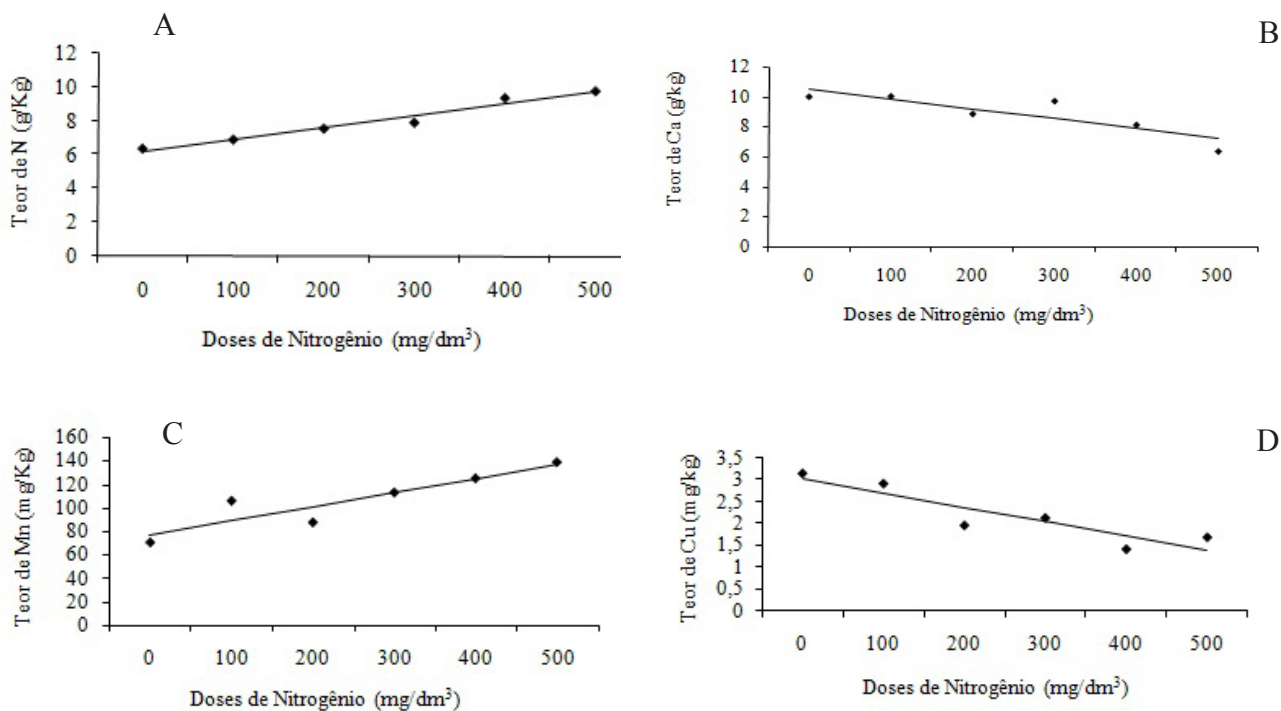 A
Teor de N (g/Kg)
12
10
8
6
4
2
0
0 100 200 300 400 500
Doses de Nitrogênio (mg/dm³)
B
Teor de Ca (g/kg)
12
10
8
6
4
2
0
0 100 200 300 400 500
Doses de Nitrogênio (mg/dm³)
C
Teor de Mn (mg/Kg)
160
140
120
100
80
60
40
20
0
0 100 200 300 400 500
Doses de Nitrogênio (mg/dm³)
D
Teor de Cu (mg/kg)
3,5
3
2,5
2
1,5
1
0,5
0
0 100 200 300 400 500
Doses de Nitrogênio (mg/dm³)